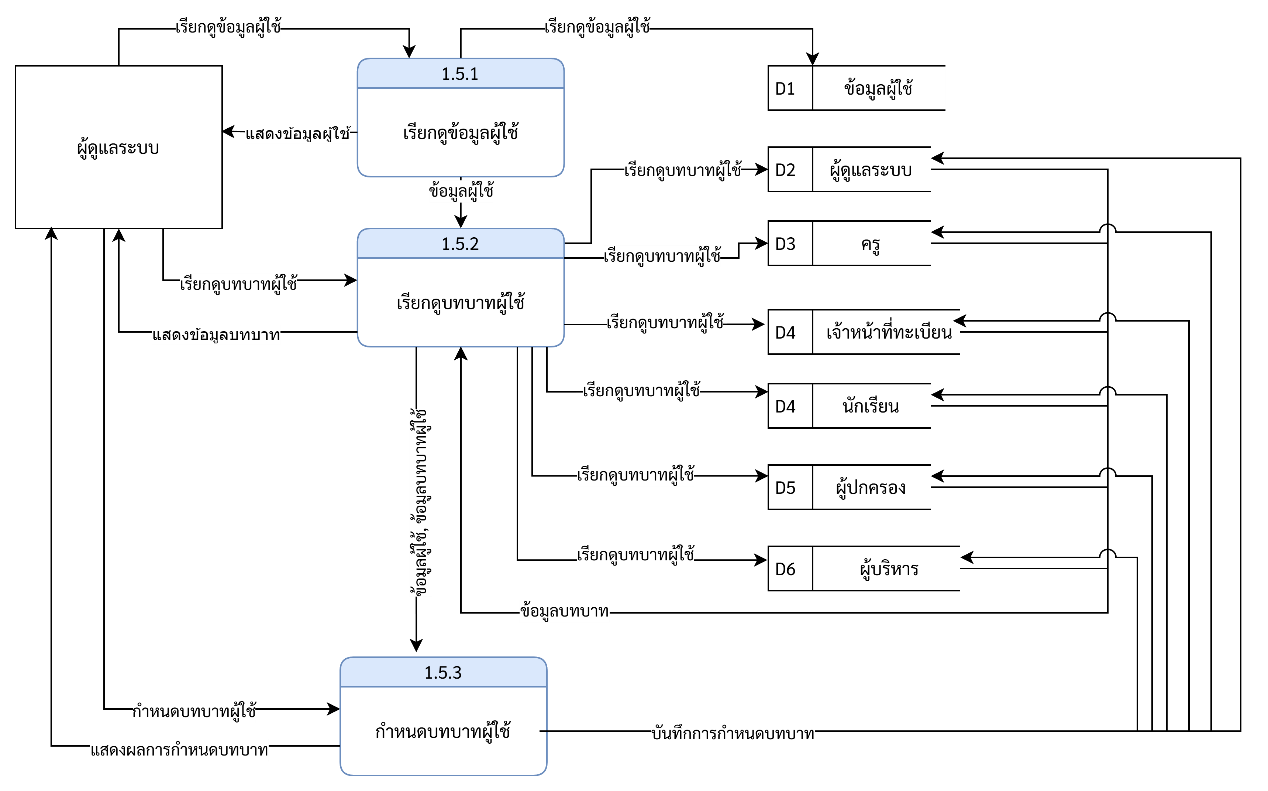 เรียกดูข้อมูลผู้ใช้
เรียกดูข้อมูลผู้ใช้
1.5.1
เรียกดูข้อมูลผู้ใช้
D1 ข้อมูลผู้ใช้
ผู้ดูแลระบบ
แสดงข้อมูลผู้ใช้
เรียกดูบทบาทผู้ใช้
D2 ผู้ดูแลระบบ
ข้อมูลผู้ใช้
1.5.2
เรียกดูบทบาทผู้ใช้
เรียกดูบทบาทผู้ใช้
D3 ครู
เรียกดูบทบาทผู้ใช้
แสดงข้อมูลบทบาท
เรียกดูบทบาทผู้ใช้
D4 เจ้าหน้าที่ทะเบียน
เรียกดูบทบาทผู้ใช้
D4 นักเรียน
เรียกดูบทบาทผู้ใช้
D5 ผู้ปกครอง
เรียกดูบทบาทผู้ใช้
D6 ผู้บริหาร
ข้อมูลผู้ใช้, ข้อมูลบทบาทผู้ใช้
ข้อมูลบทบาท
1.5.3
กำหนดบทบาทผู้ใช้
กำหนดบทบาทผู้ใช้
บันทึกการกำหนดบทบาท
แสดงผลการกำหนดบทบาท